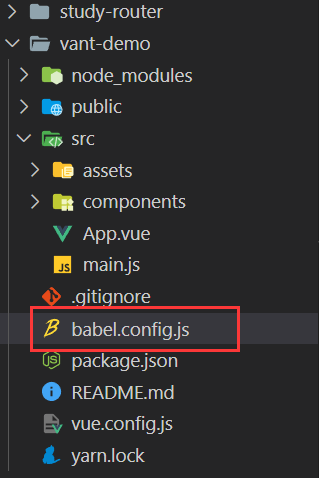 study-router
vant-demo
node_modules
public
src
assets
components
App.vue
JS main.js
.gitignore
B babel.config.js
JS package.json
README.md
vue.config.js
yarn.lock